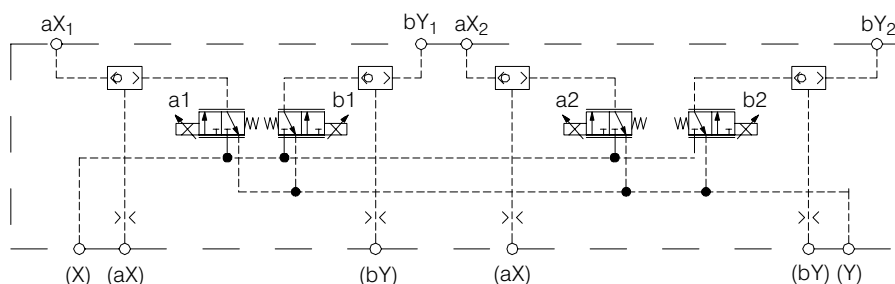 aX1 bY1 aX2 bY2
a1 b1 a2 b2
(X) (aX) (bY) (aX) (bY) (Y)